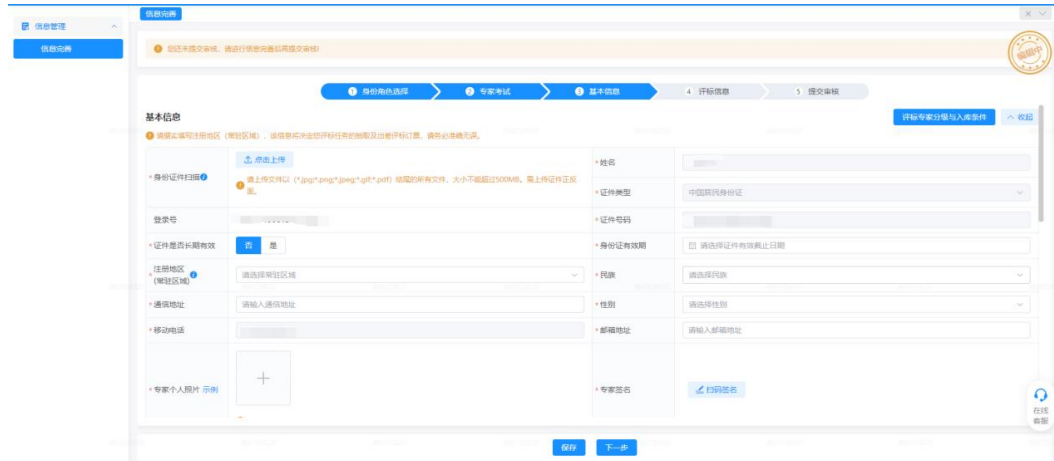 信息管理
信息完善
信息完善
您还未提交审核，请进行信息完善后再提交审核!
编辑中
1 身份角色选择
2 专家考试
3 基本信息
4 评标信息
5 提交审核
基本信息
评标专家分级与入库条件
收起
请据实填写注册地区（常驻区域），该信息将决定您评标任务的抽取及出差评标订票，请务必准确无误。
*身份证件扫描
点击上传
请上传文件以（*.jpg;*.png;*.jpeg;*.gif;*.pdf）结尾的所有文件，大小不能超过500MB。需上传证件正反面。
*姓名
*证件类型
中国居民身份证
登录号
*证件号码
*证件是否长期有效
否 是
*身份证有效期
请选择证件有效截止日期
*注册地区
(常驻区域)
请选择常驻区域
*民族
请选择民族
*通信地址
请输入通信地址
*性别
请选择性别
*移动电话
*邮箱地址
请输入邮箱地址
*专家个人照片 示例
*专家签名
扫码签名
在线
客服
保存
下一步